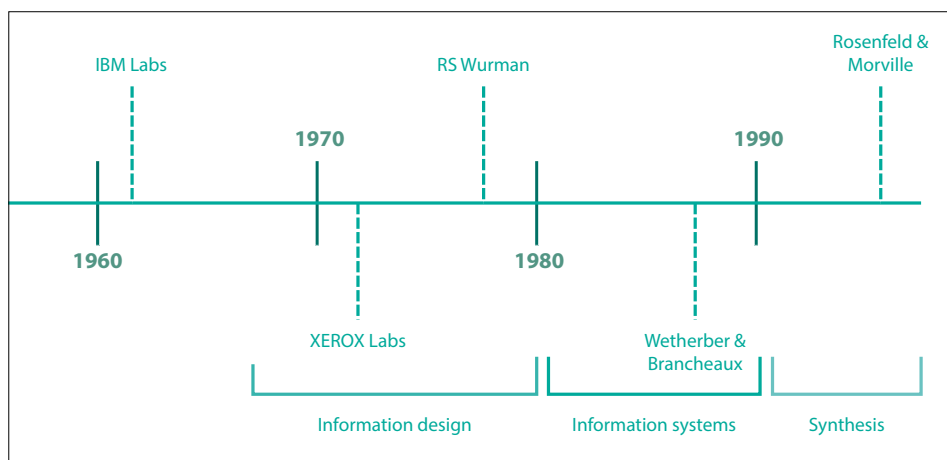 Rosenfeld &
Morville
IBM Labs
RS Wurman
1970
1990
1960
1980
XEROX Labs
Wetherber &
Brancheaux
Information design
Information systems
Synthesis